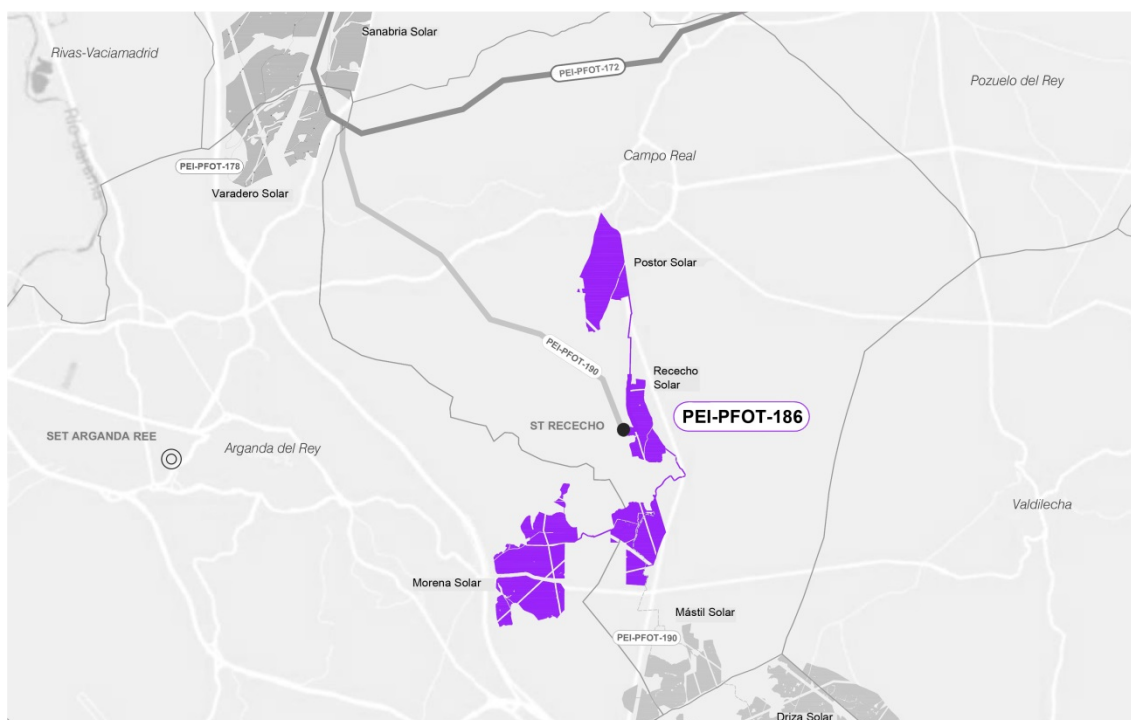 Sanabria Solar
Rivas-Vaciamadrid
PEI-PFOT-172
Pozuelo del Rey
Río Jarama
Campo Real
PEI-PFOT-178
Varadero Solar
Postor Solar
PEI-PFOT-190
Rececho
Solar
PEI-PFOT-186
ST RECECHO
SET ARGANDA REE
Arganda del Rey
Valdilecha
Morena Solar
Mástil Solar
PEI-PFOT-190
Driza Solar